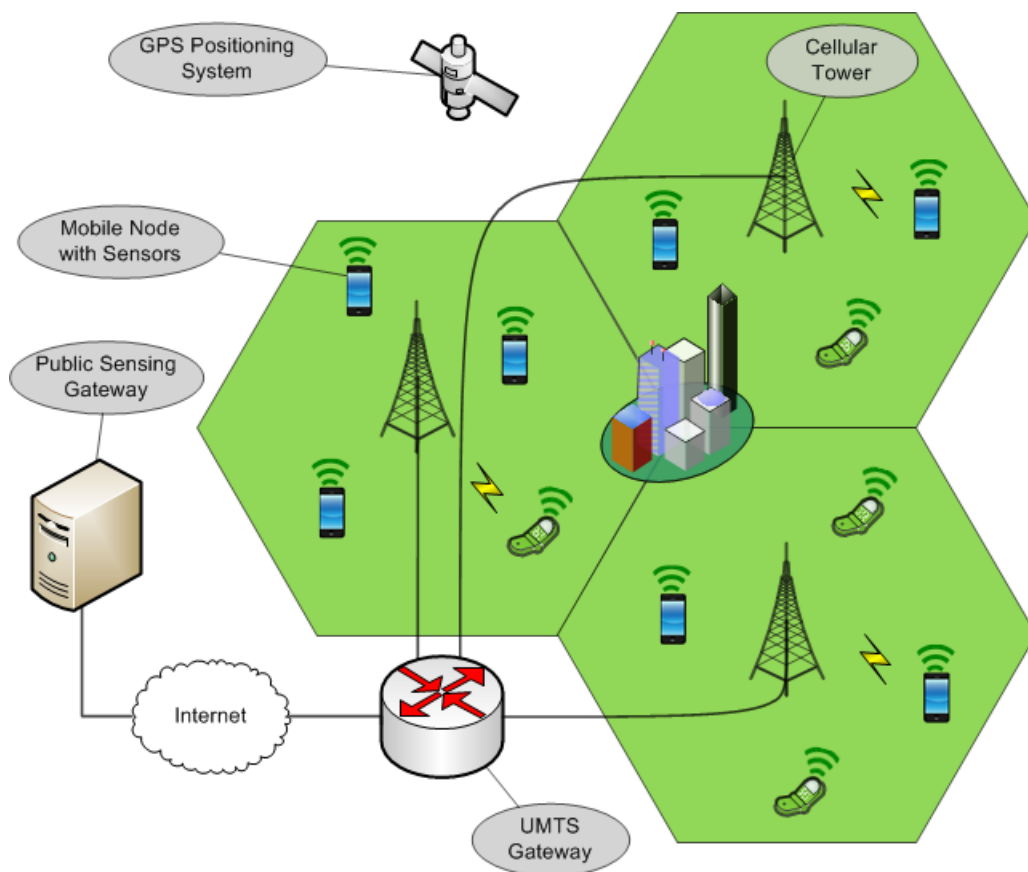 GPS Positioning
System
Cellular
Tower
Mobile Node
with Sensors
Public Sensing
Gateway
Internet
UMTS
Gateway